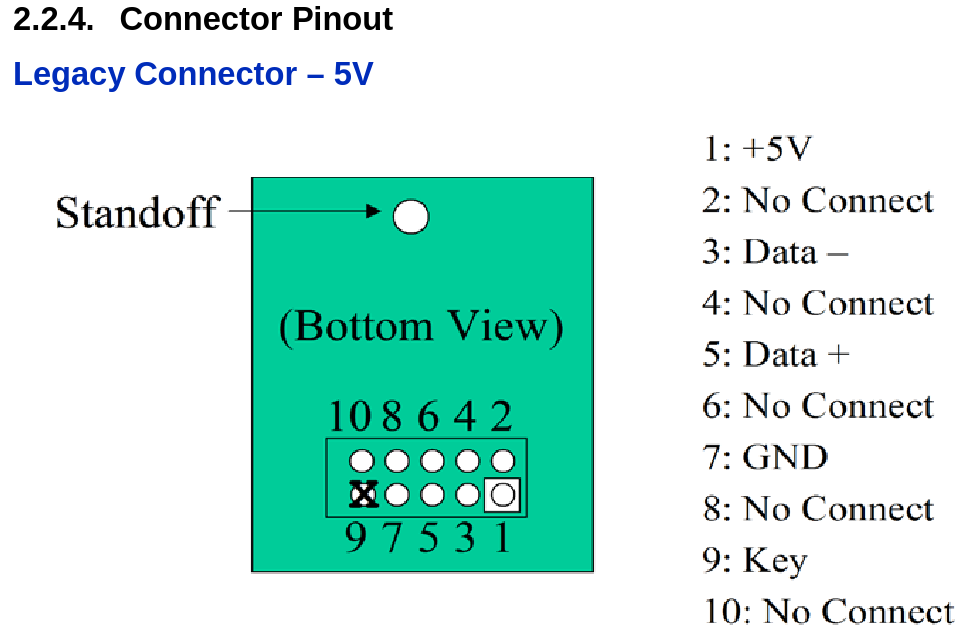 2.2.4. Connector Pinout
Legacy Connector – 5V
Standoff
(Bottom View)
10 8 6 4 2
X
9 7 5 3 1
1: +5V
2: No Connect
3: Data –
4: No Connect
5: Data +
6: No Connect
7: GND
8: No Connect
9: Key
10: No Connect